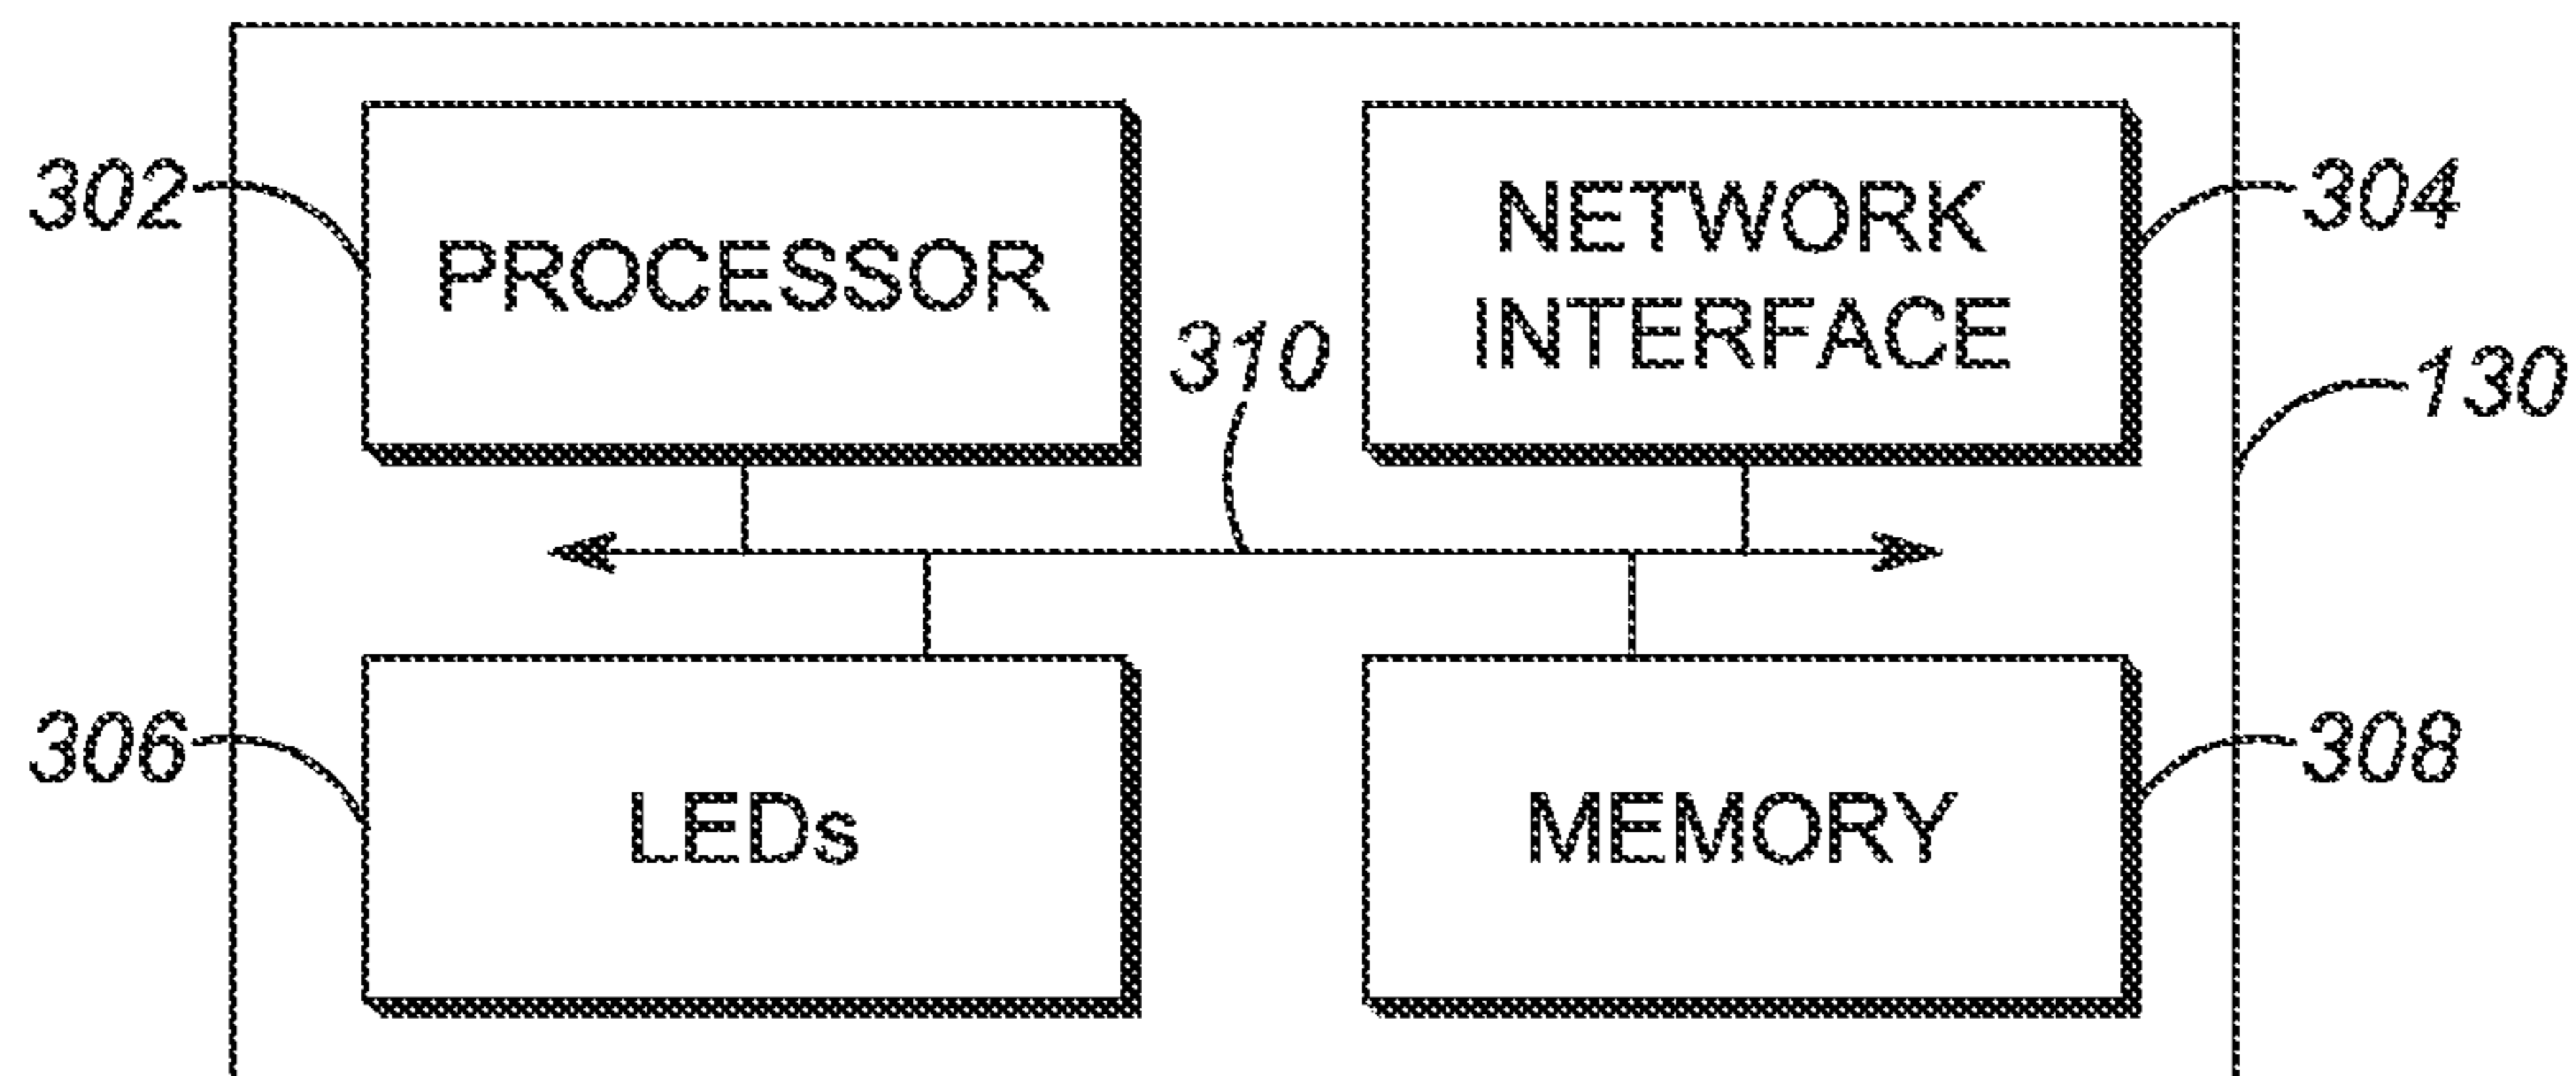 302
PROCESSOR
NETWORK
INTERFACE
304
310
130
306
LEDs
MEMORY
308